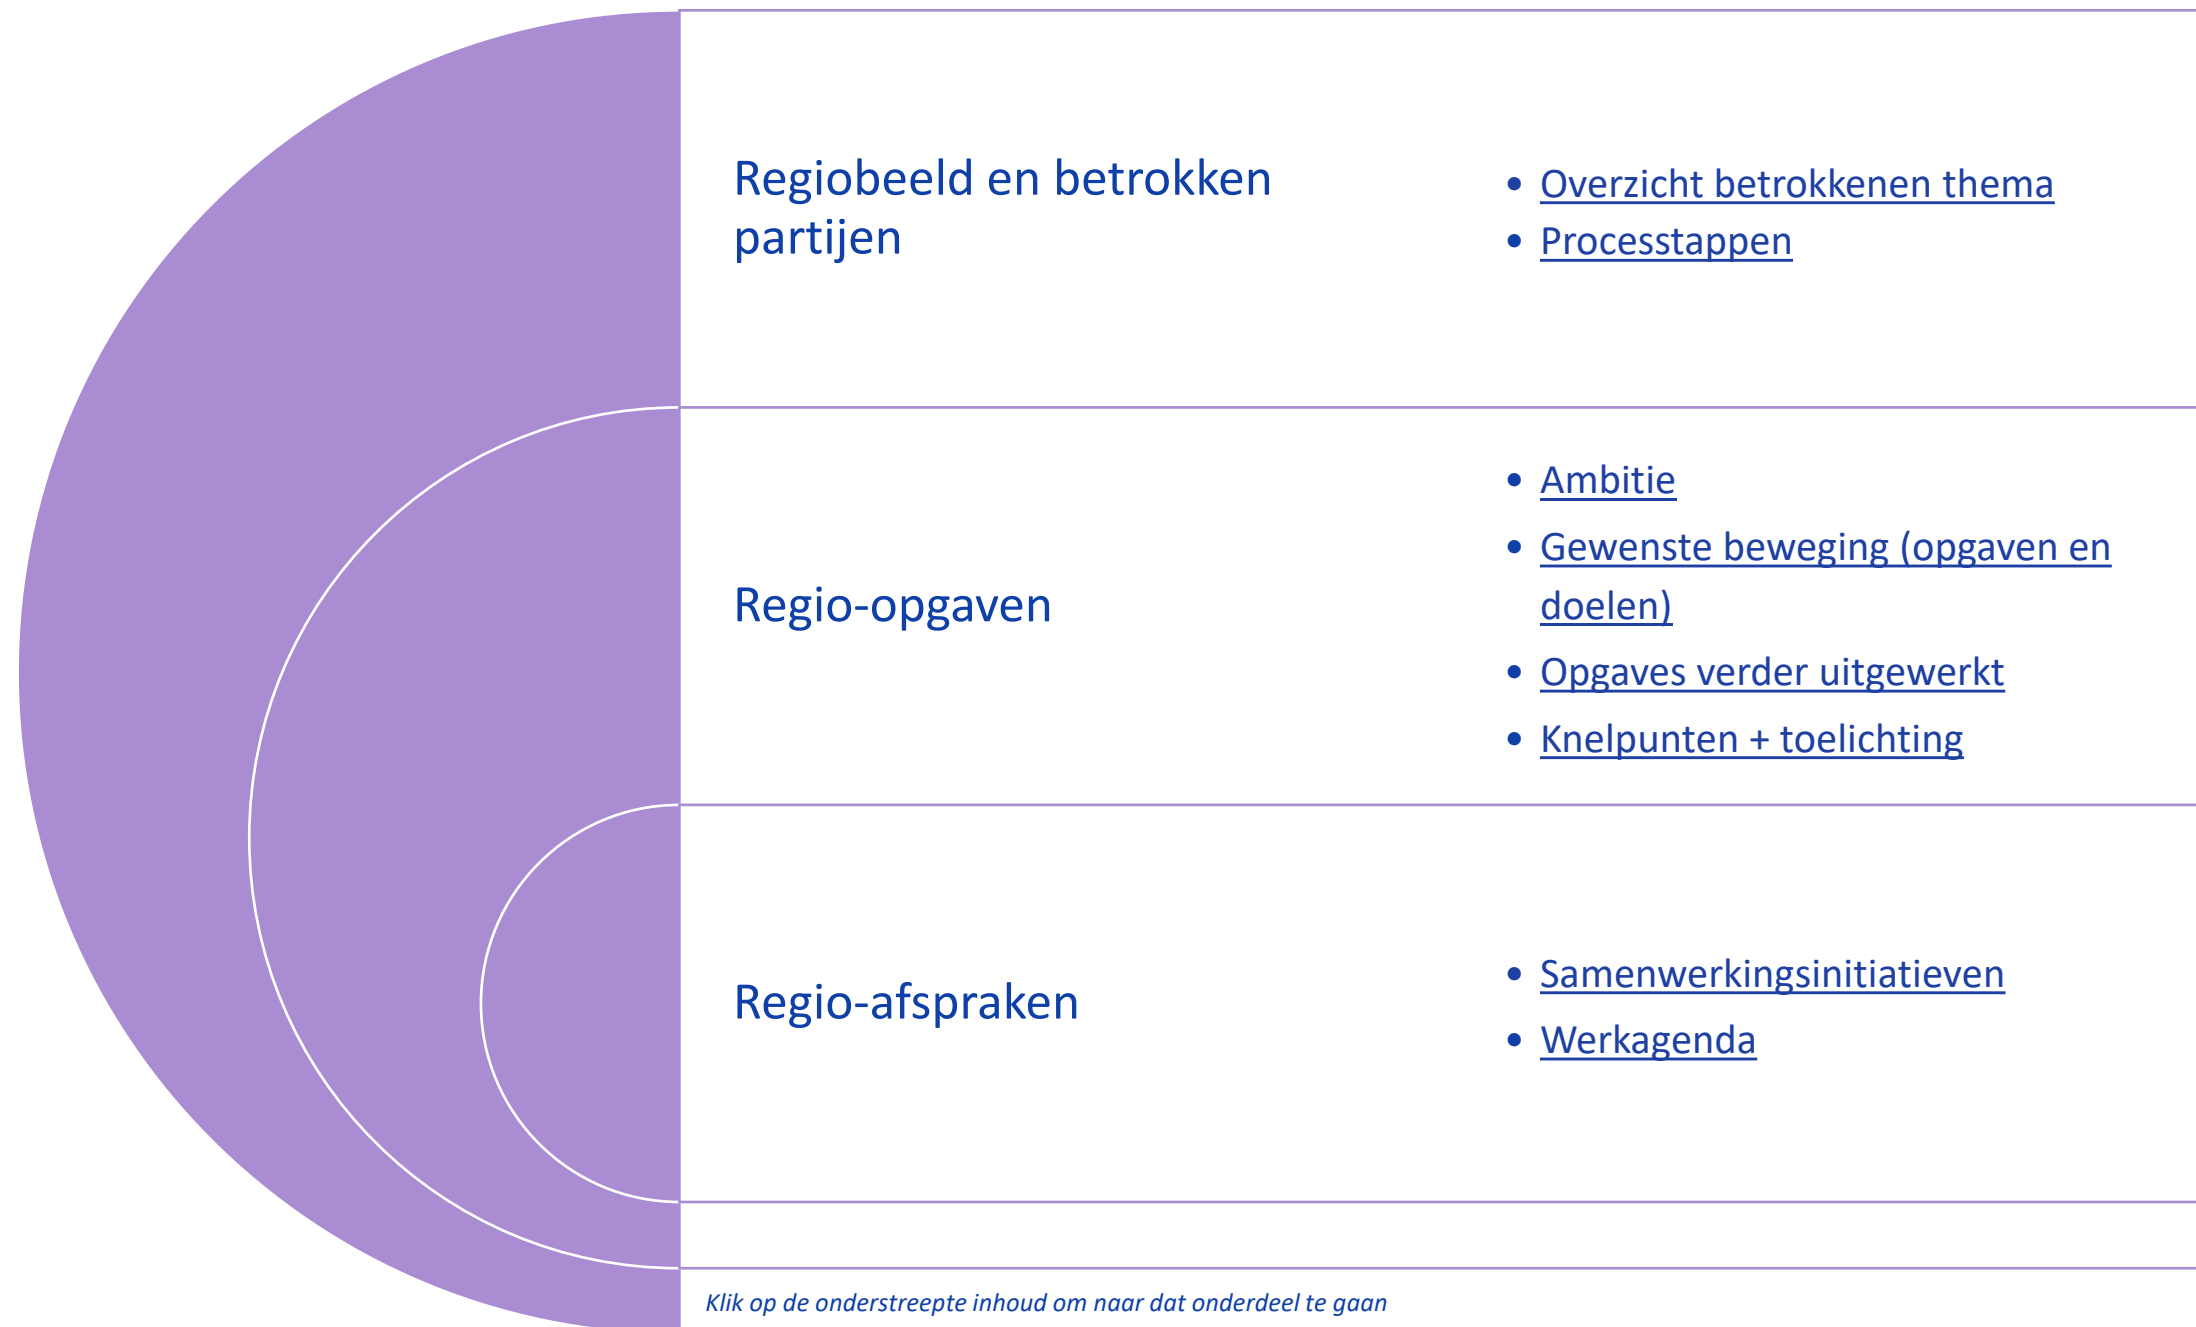 Regiobeeld en betrokken
partijen
• Overzicht betrokkenen thema
• Processtappen
Regio-opgaven
• Ambitie
• Gewenste beweging (opgaven en
doelen)
• Opgaves verder uitgewerkt
• Knelpunten + toelichting
Regio-afspraken
• Samenwerkingsinitiatieven
• Werkagenda
Klik op de onderstreepte inhoud om naar dat onderdeel te gaan